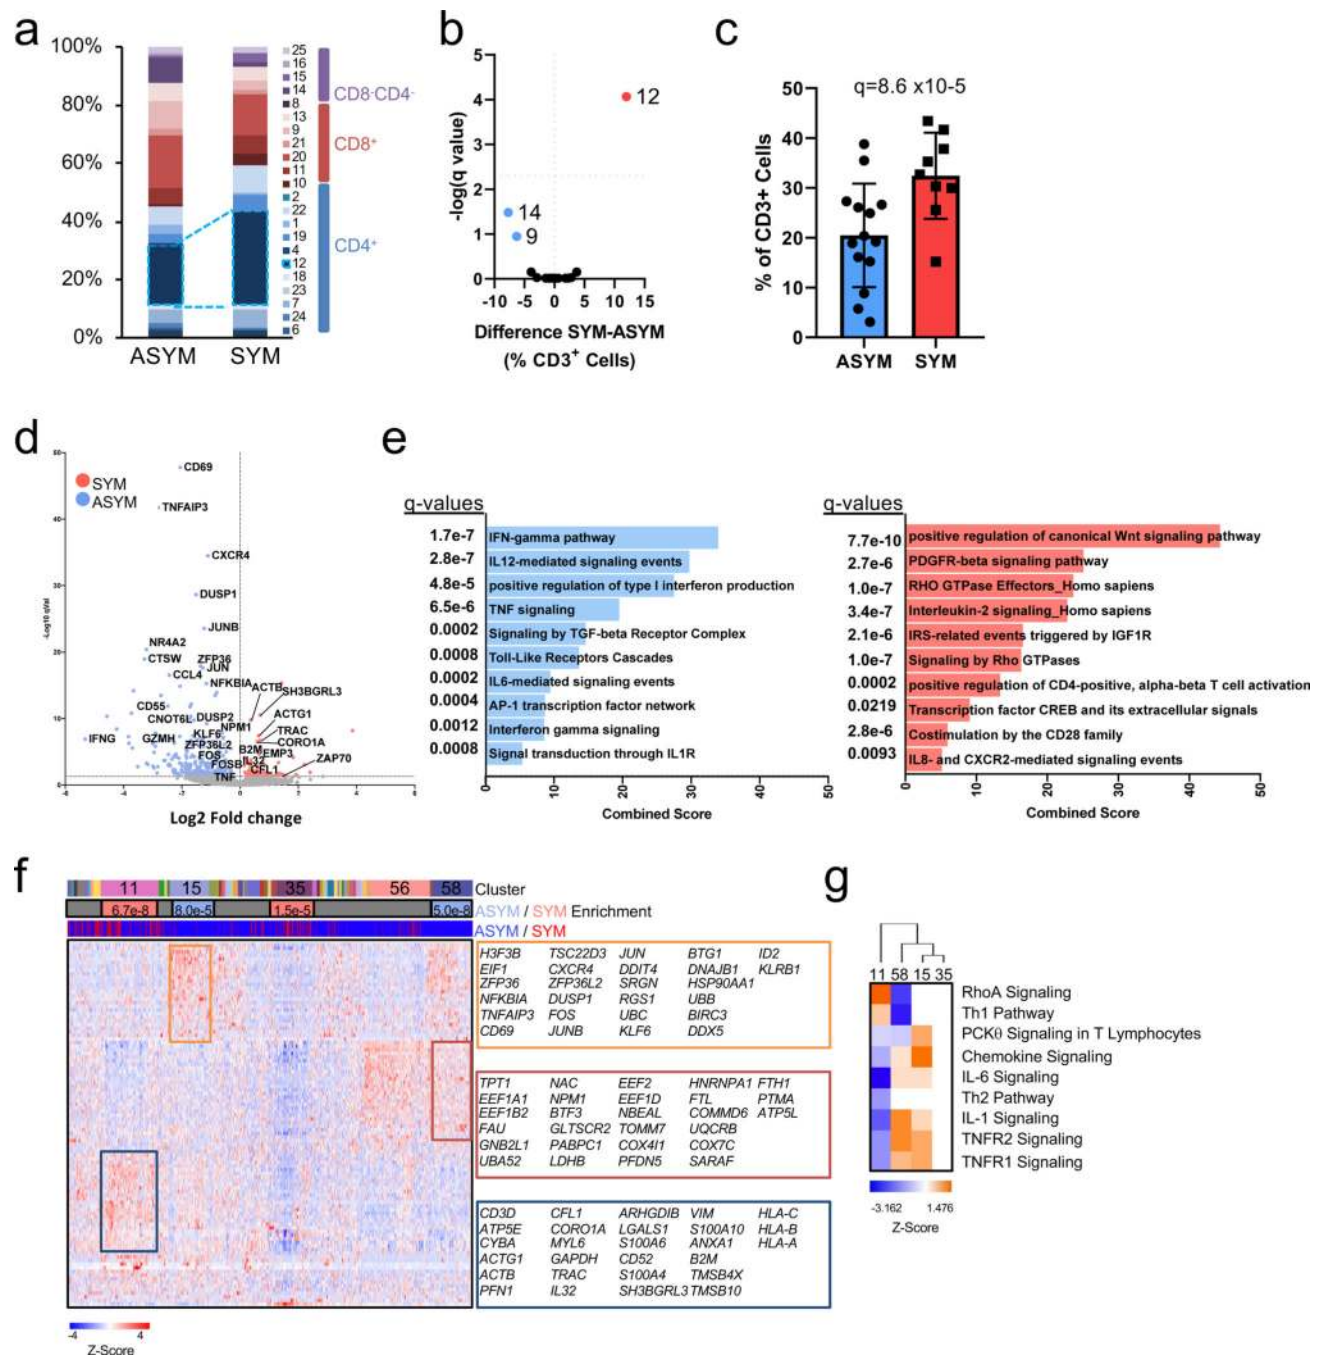 a
100%
80%
60%
40%
20%
0%
ASYM
SYM
25
16
15
14
8
13
9
21
20
11
10
2
22
1
19
4
12
18
23
7
24
6
CD8-CD4-
CD8+
CD4+
b
-log(q value)
5
4
3
2
1
0
12
14
9
-10 -5 0 5 10 15
Difference SYM-ASYM
(% CD3+ Cells)
c
q=8.6 x10-5
% of CD3+ Cells
50
40
30
20
10
0
ASYM SYM
d
-Log10 qVal
50
40
30
20
10
0
SYM
ASYM
CD69
TNFAIP3
CXCR4
DUSP1
JUNB
NR4A2
CTSW
ZFP36
JUN
CCL4
NFKBIA
ACTB
SH3BGRL3
CD55
CNOT6L
DUSP2
NPM1
ACTG1
TRAC
IFNG
GZMH
KLF6
ZFP36L2
CORO1A
B2M
EMP3
FOS
IL32
ZAP70
FOSB
CFL1
TNF
-6 -4 -2 0 2 4 6
Log2 Fold change
e
q-values
1.7e-7 IFN-gamma pathway
2.8e-7 IL12-mediated signaling events
4.8e-5 positive regulation of type I interferon production
6.5e-6 TNF signaling
0.0002 Signaling by TGF-beta Receptor Complex
0.0008 Toll-Like Receptors Cascades
0.0002 IL6-mediated signaling events
0.0004 AP-1 transcription factor network
0.0012 Interferon gamma signaling
0.0008 Signal transduction through IL1R
0 10 20 30 40 50
Combined Score
q-values
7.7e-10 positive regulation of canonical Wnt signaling pathway
2.7e-6 PDGFR-beta signaling pathway
1.0e-7 RHO GTPase Effectors_Homo sapiens
3.4e-7 Interleukin-2 signaling_Homo sapiens
2.1e-6 IRS-related events triggered by IGF1R
1.0e-7 Signaling by Rho GTPases
0.0002 positive regulation of CD4-positive, alpha-beta T cell activation
0.0219 Transcription factor CREB and its extracellular signals
2.8e-6 Costimulation by the CD28 family
0.0093 IL8- and CXCR2-mediated signaling events
0 10 20 30 40 50
Combined Score
f
11 15 35 56 58 Cluster
6.7e-8 8.0e-5 1.5e-5 5.0e-8 ASYM / SYM Enrichment
ASYM / SYM
H3F3B TSC22D3 JUN BTG1 ID2
EIF1 CXCR4 DDIT4 DNAJB1 KLRB1
ZFP36 ZFP36L2 SRGN HSP90AA1
NFKBIA DUSP1 RGS1 UBB
TNFAIP3 FOS UBC BIRC3
CD69 JUNB KLF6 DDX5
TPT1 NAC EEF2 HNRNPA1 FTH1
EEF1A1 NPM1 EEF1D FTL PTMA
EEF1B2 BTF3 NBEAL COMMD6 ATP5L
FAU GLTSCR2 TOMM7 UQCRB
GNB2L1 PABPC1 COX4I1 COX7C
UBA52 LDHB PFDN5 SARAF
CD3D CFL1 ARHGDIB VIM HLA-C
ATP5E CORO1A LGALS1 S100A10 HLA-B
CYBA MYL6 S100A6 ANXA1 HLA-A
ACTG1 GAPDH CD52 B2M
ACTB TRAC S100A4 TMSB4X
PFN1 IL32 SH3BGRL3 TMSB10
-4 4
Z-Score
g
11 58 15 35
RhoA Signaling
Th1 Pathway
PCKθ Signaling in T Lymphocytes
Chemokine Signaling
IL-6 Signaling
Th2 Pathway
IL-1 Signaling
TNFR2 Signaling
TNFR1 Signaling
-3.162 1.476
Z-Score